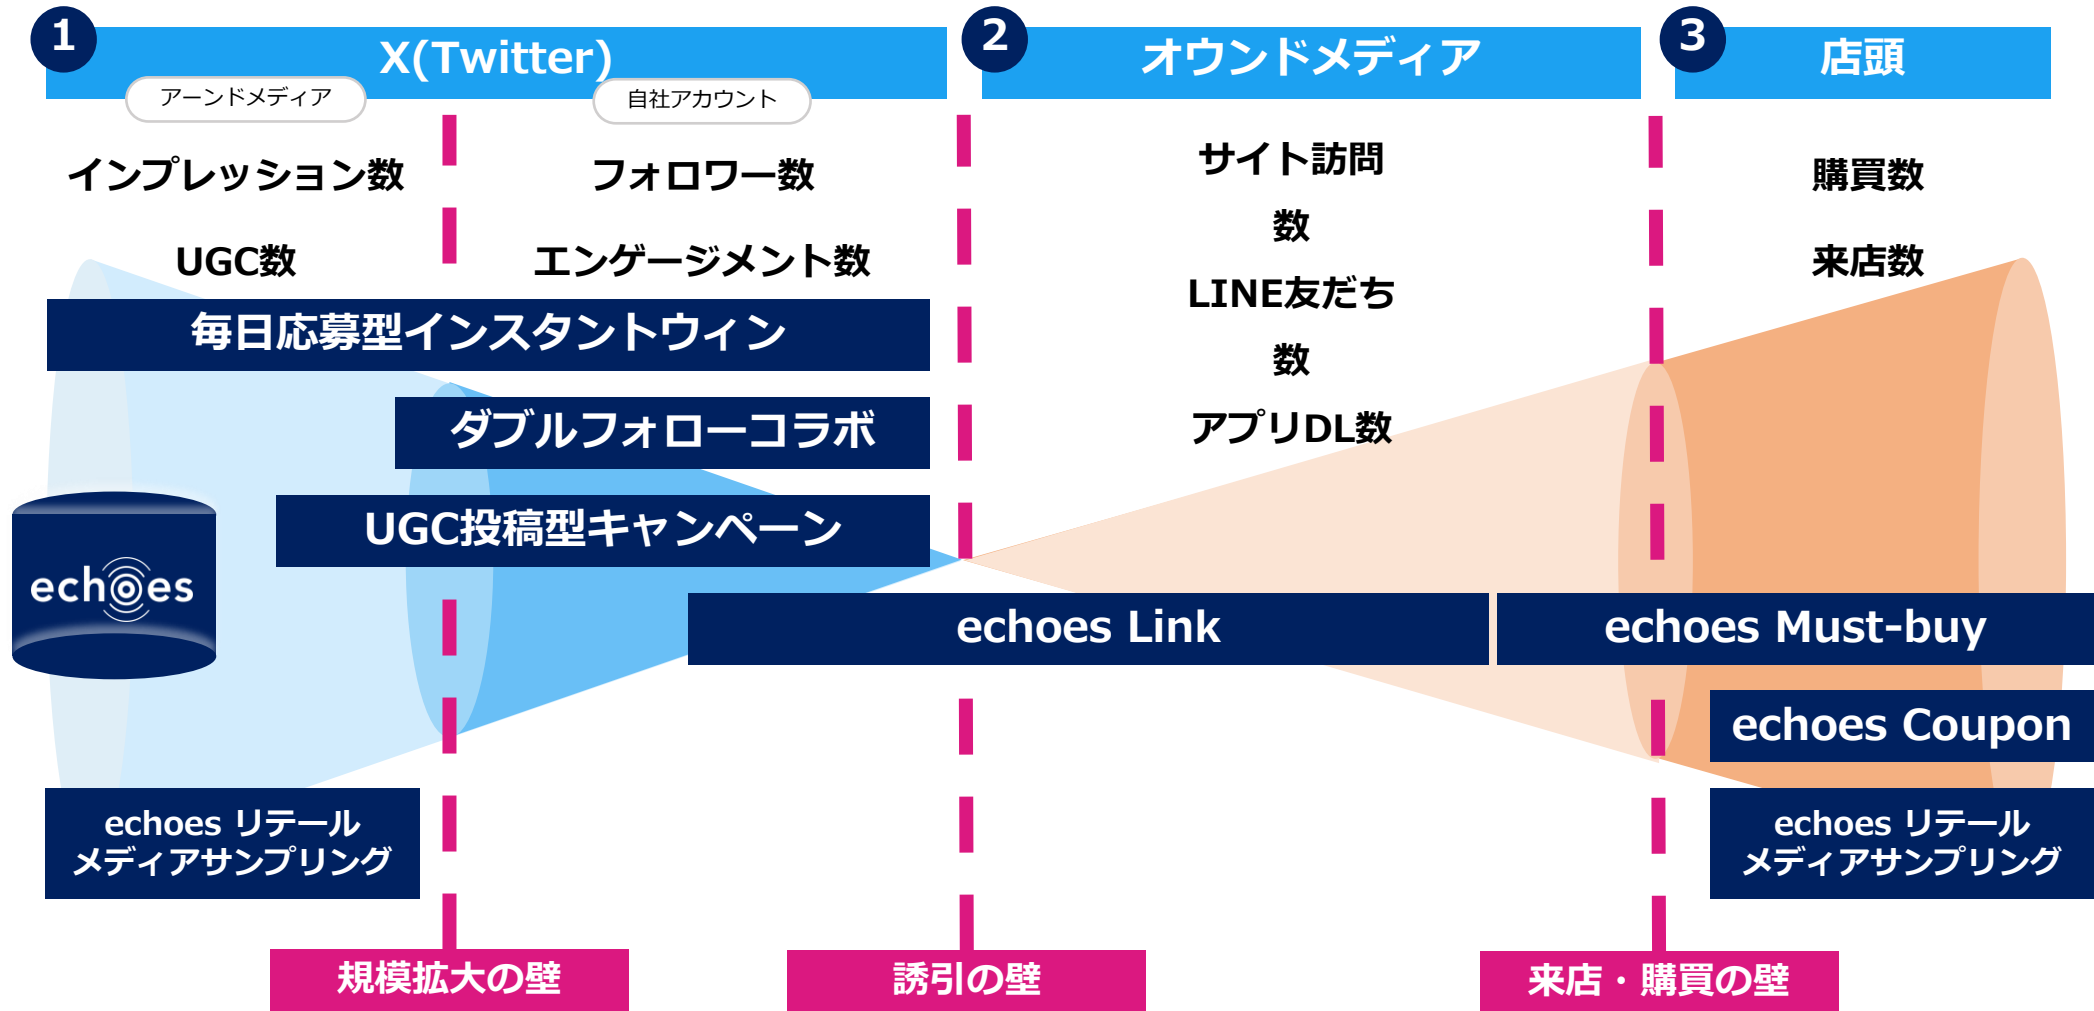 1
X(Twitter)
アーンドメディア
自社アカウント
インプレッション数
UGC数
フォロワー数
エンゲージメント数
2
オウンドメディア
サイト訪問
数
LINE友だち
数
アプリDL数
3
店頭
購買数
来店数
毎日応募型インスタントウィン
ダブルフォローコラボ
UGC投稿型キャンペーン
echoes
echoes Link
echoes Must-buy
echoes Coupon
echoes リテール
メディアサンプリング
echoes リテール
メディアサンプリング
規模拡大の壁
誘引の壁
来店・購買の壁